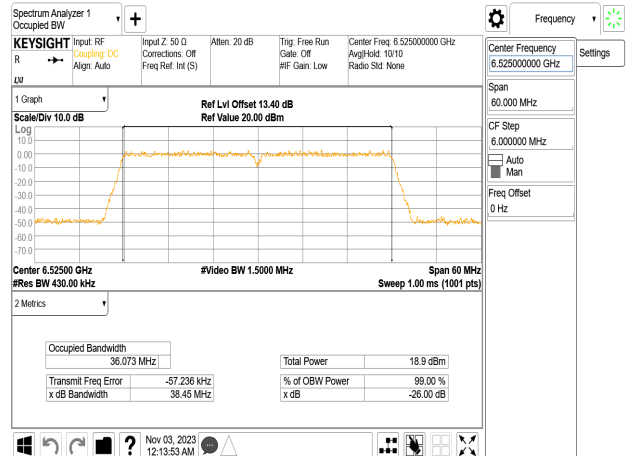 Spectrum Analyzer 1
Occupied BW
Frequency
KEYSIGHT
R
LXI
Input: RF
Coupling: DC
Align: Auto
Input Z: 50 Ω
Corrections: Off
Freq Ref: Int (S)
Atten: 20 dB
Trig: Free Run
Gate: Off
#IF Gain: Low
Center Freq: 6.525000000 GHz
Avg|Hold: 10/10
Radio Std: None
Center Frequency
6.525000000 GHz
Settings
Span
60.000 MHz
CF Step
6.000000 MHz
Auto
Man
Freq Offset
0 Hz
1 Graph
Scale/Div 10.0 dB
Ref Lvl Offset 13.40 dB
Ref Value 20.00 dBm
Log
10.0
0.00
-10.0
-20.0
-30.0
-40.0
-50.0
-60.0
-70.0
Center 6.52500 GHz
#Video BW 1.5000 MHz
Span 60 MHz
#Res BW 430.00 kHz
Sweep 1.00 ms (1001 pts)
2 Metrics
Occupied Bandwidth
36.073 MHz
Total Power 18.9 dBm
Transmit Freq Error -57.236 kHz
% of OBW Power 99.00 %
x dB Bandwidth 38.45 MHz
x dB -26.00 dB
?
Nov 03, 2023
12:13:53 AM